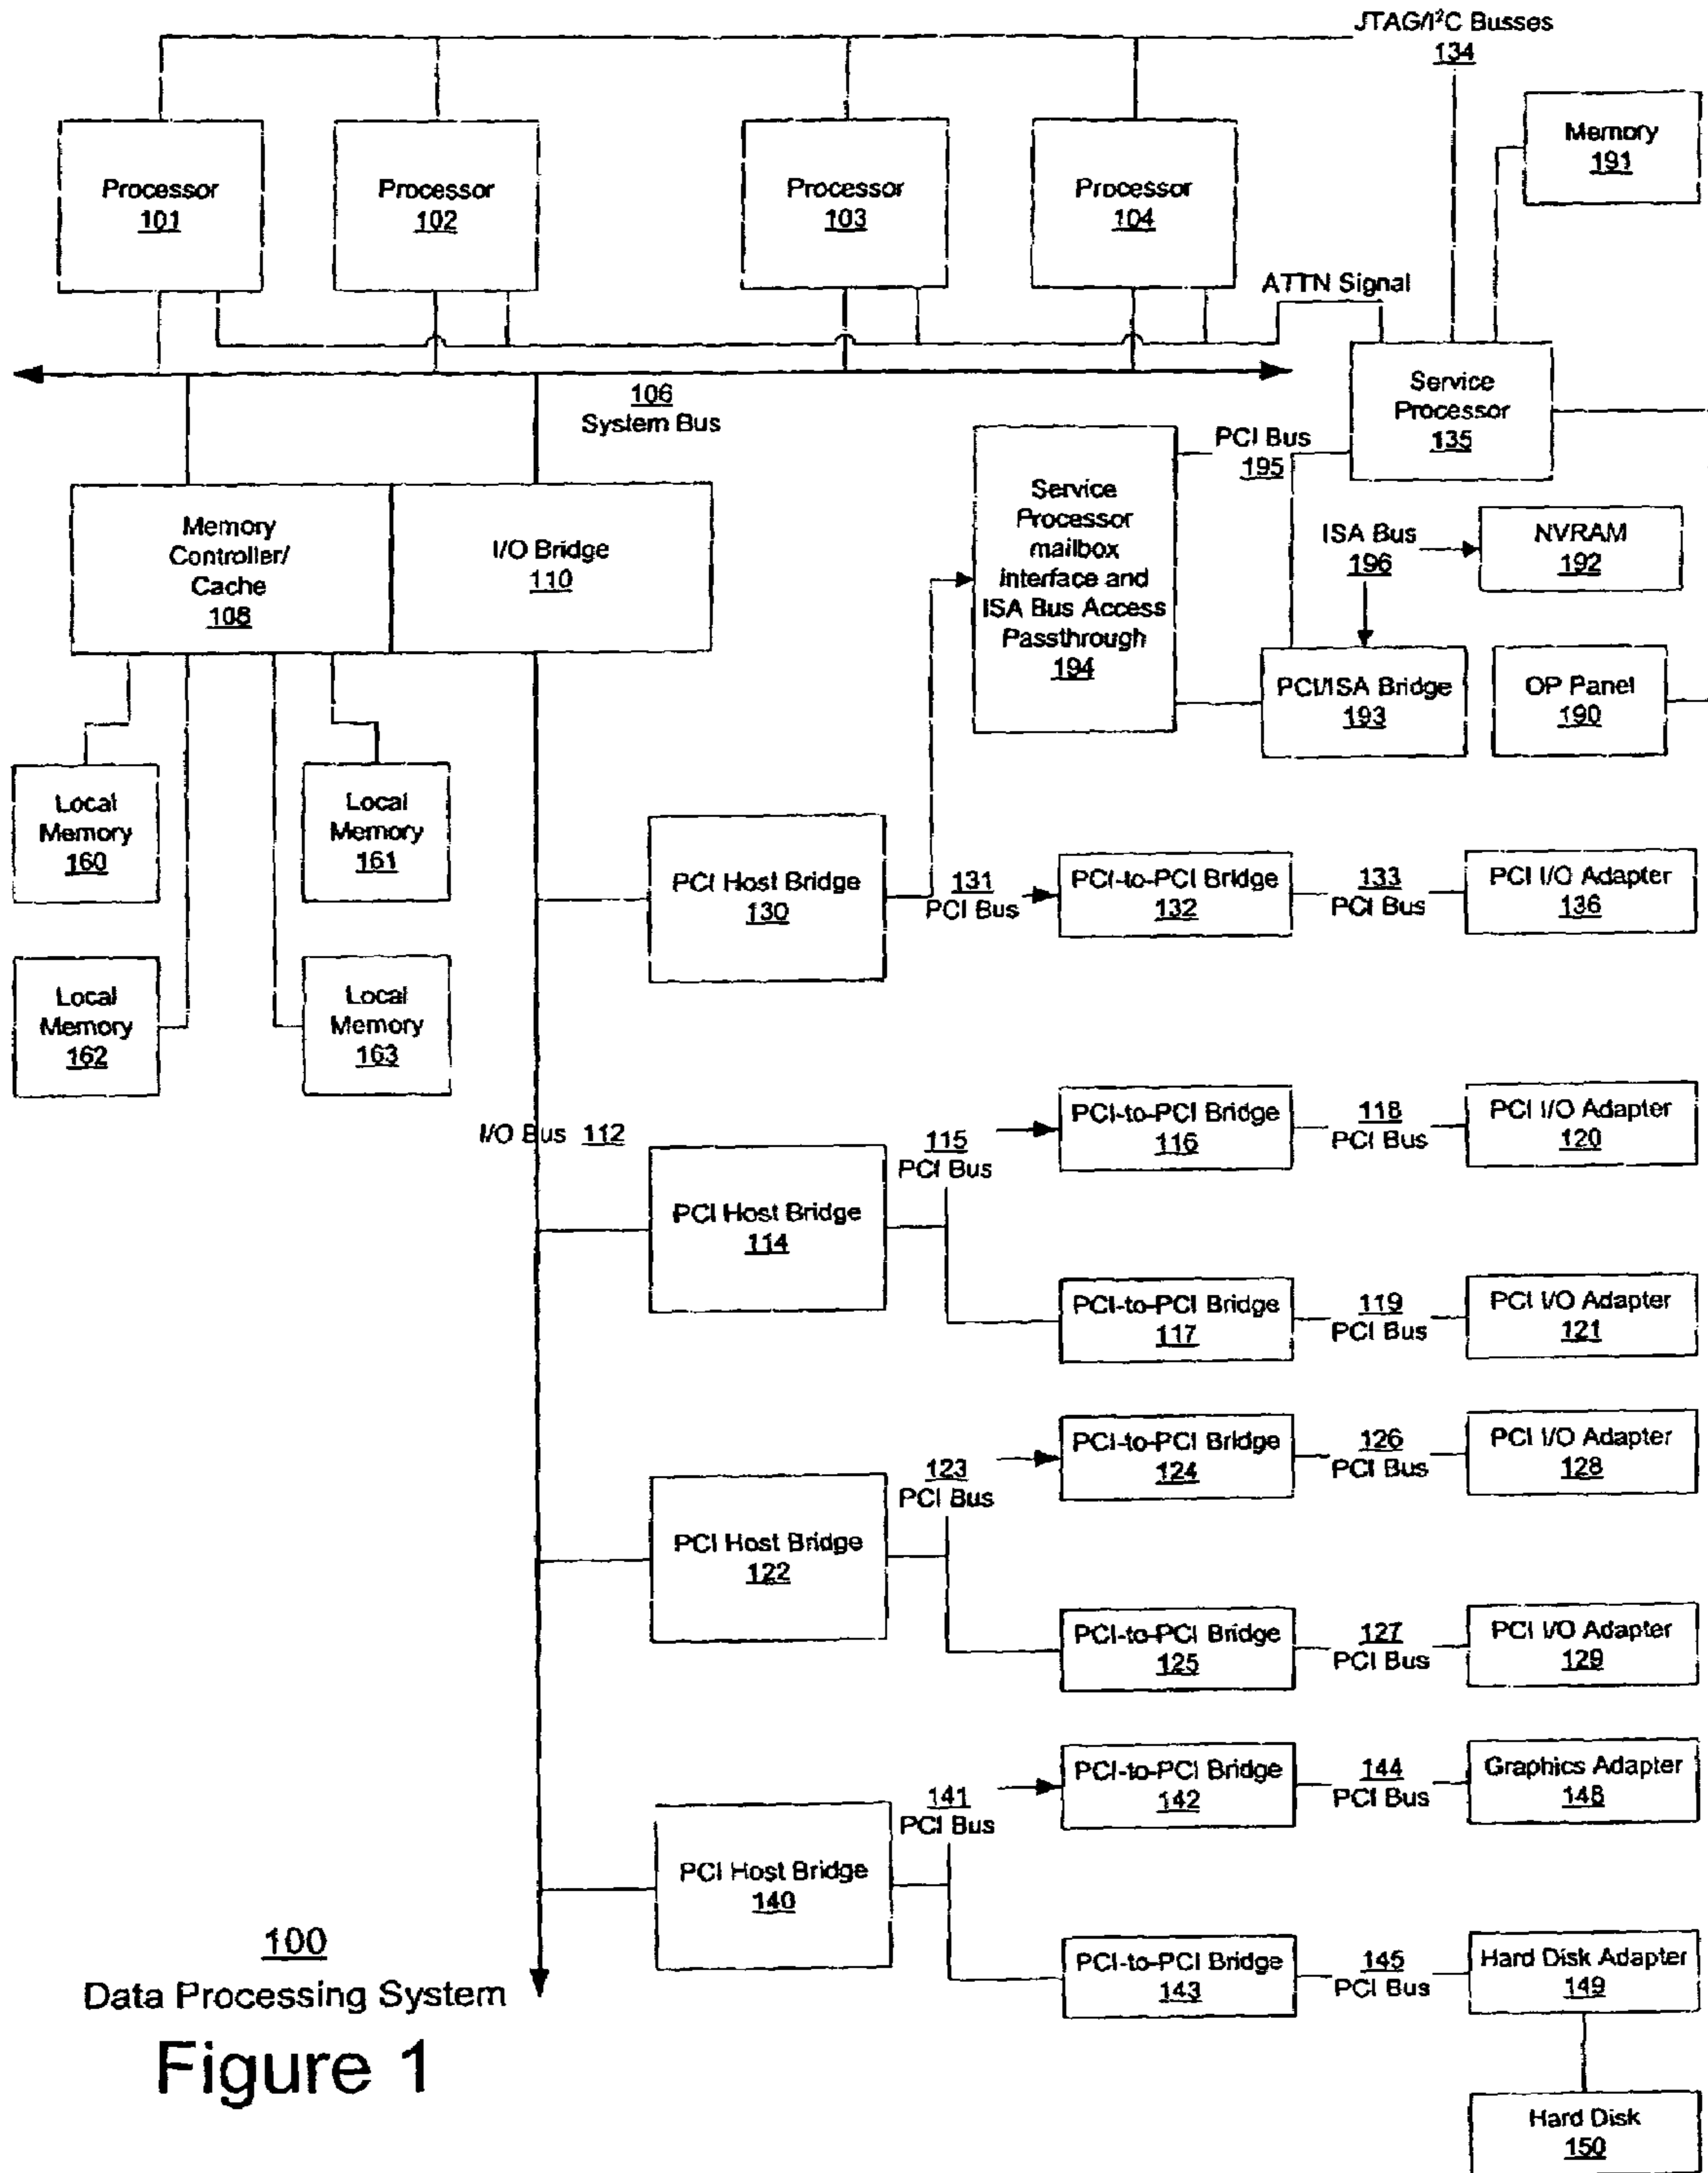 JTAG/I²C Busses
134
Memory
191
Processor
101
Processor
102
Processor
103
Processor
104
ATTN Signal
106
System Bus
Service
Processor
135
PCI Bus
195
Memory
Controller/
Cache
108
I/O Bridge
110
Service
Processor
mailbox
Interface and
ISA Bus Access
Passthrough
194
ISA Bus
196
NVRAM
192
PCI/ISA Bridge
193
OP Panel
190
Local
Memory
160
Local
Memory
161
Local
Memory
162
Local
Memory
163
PCI Host Bridge
130
131
PCI Bus
PCI-to-PCI Bridge
132
133
PCI Bus
PCI I/O Adapter
136
I/O Bus 112
PCI Host Bridge
114
115
PCI Bus
PCI-to-PCI Bridge
116
118
PCI Bus
PCI I/O Adapter
120
PCI-to-PCI Bridge
117
119
PCI Bus
PCI I/O Adapter
121
PCI Host Bridge
122
123
PCI Bus
PCI-to-PCI Bridge
124
126
PCI Bus
PCI I/O Adapter
128
PCI-to-PCI Bridge
125
127
PCI Bus
PCI I/O Adapter
129
PCI Host Bridge
140
141
PCI Bus
PCI-to-PCI Bridge
142
144
PCI Bus
Graphics Adapter
148
PCI-to-PCI Bridge
143
145
PCI Bus
Hard Disk Adapter
149
Hard Disk
150
100
Data Processing System
Figure 1